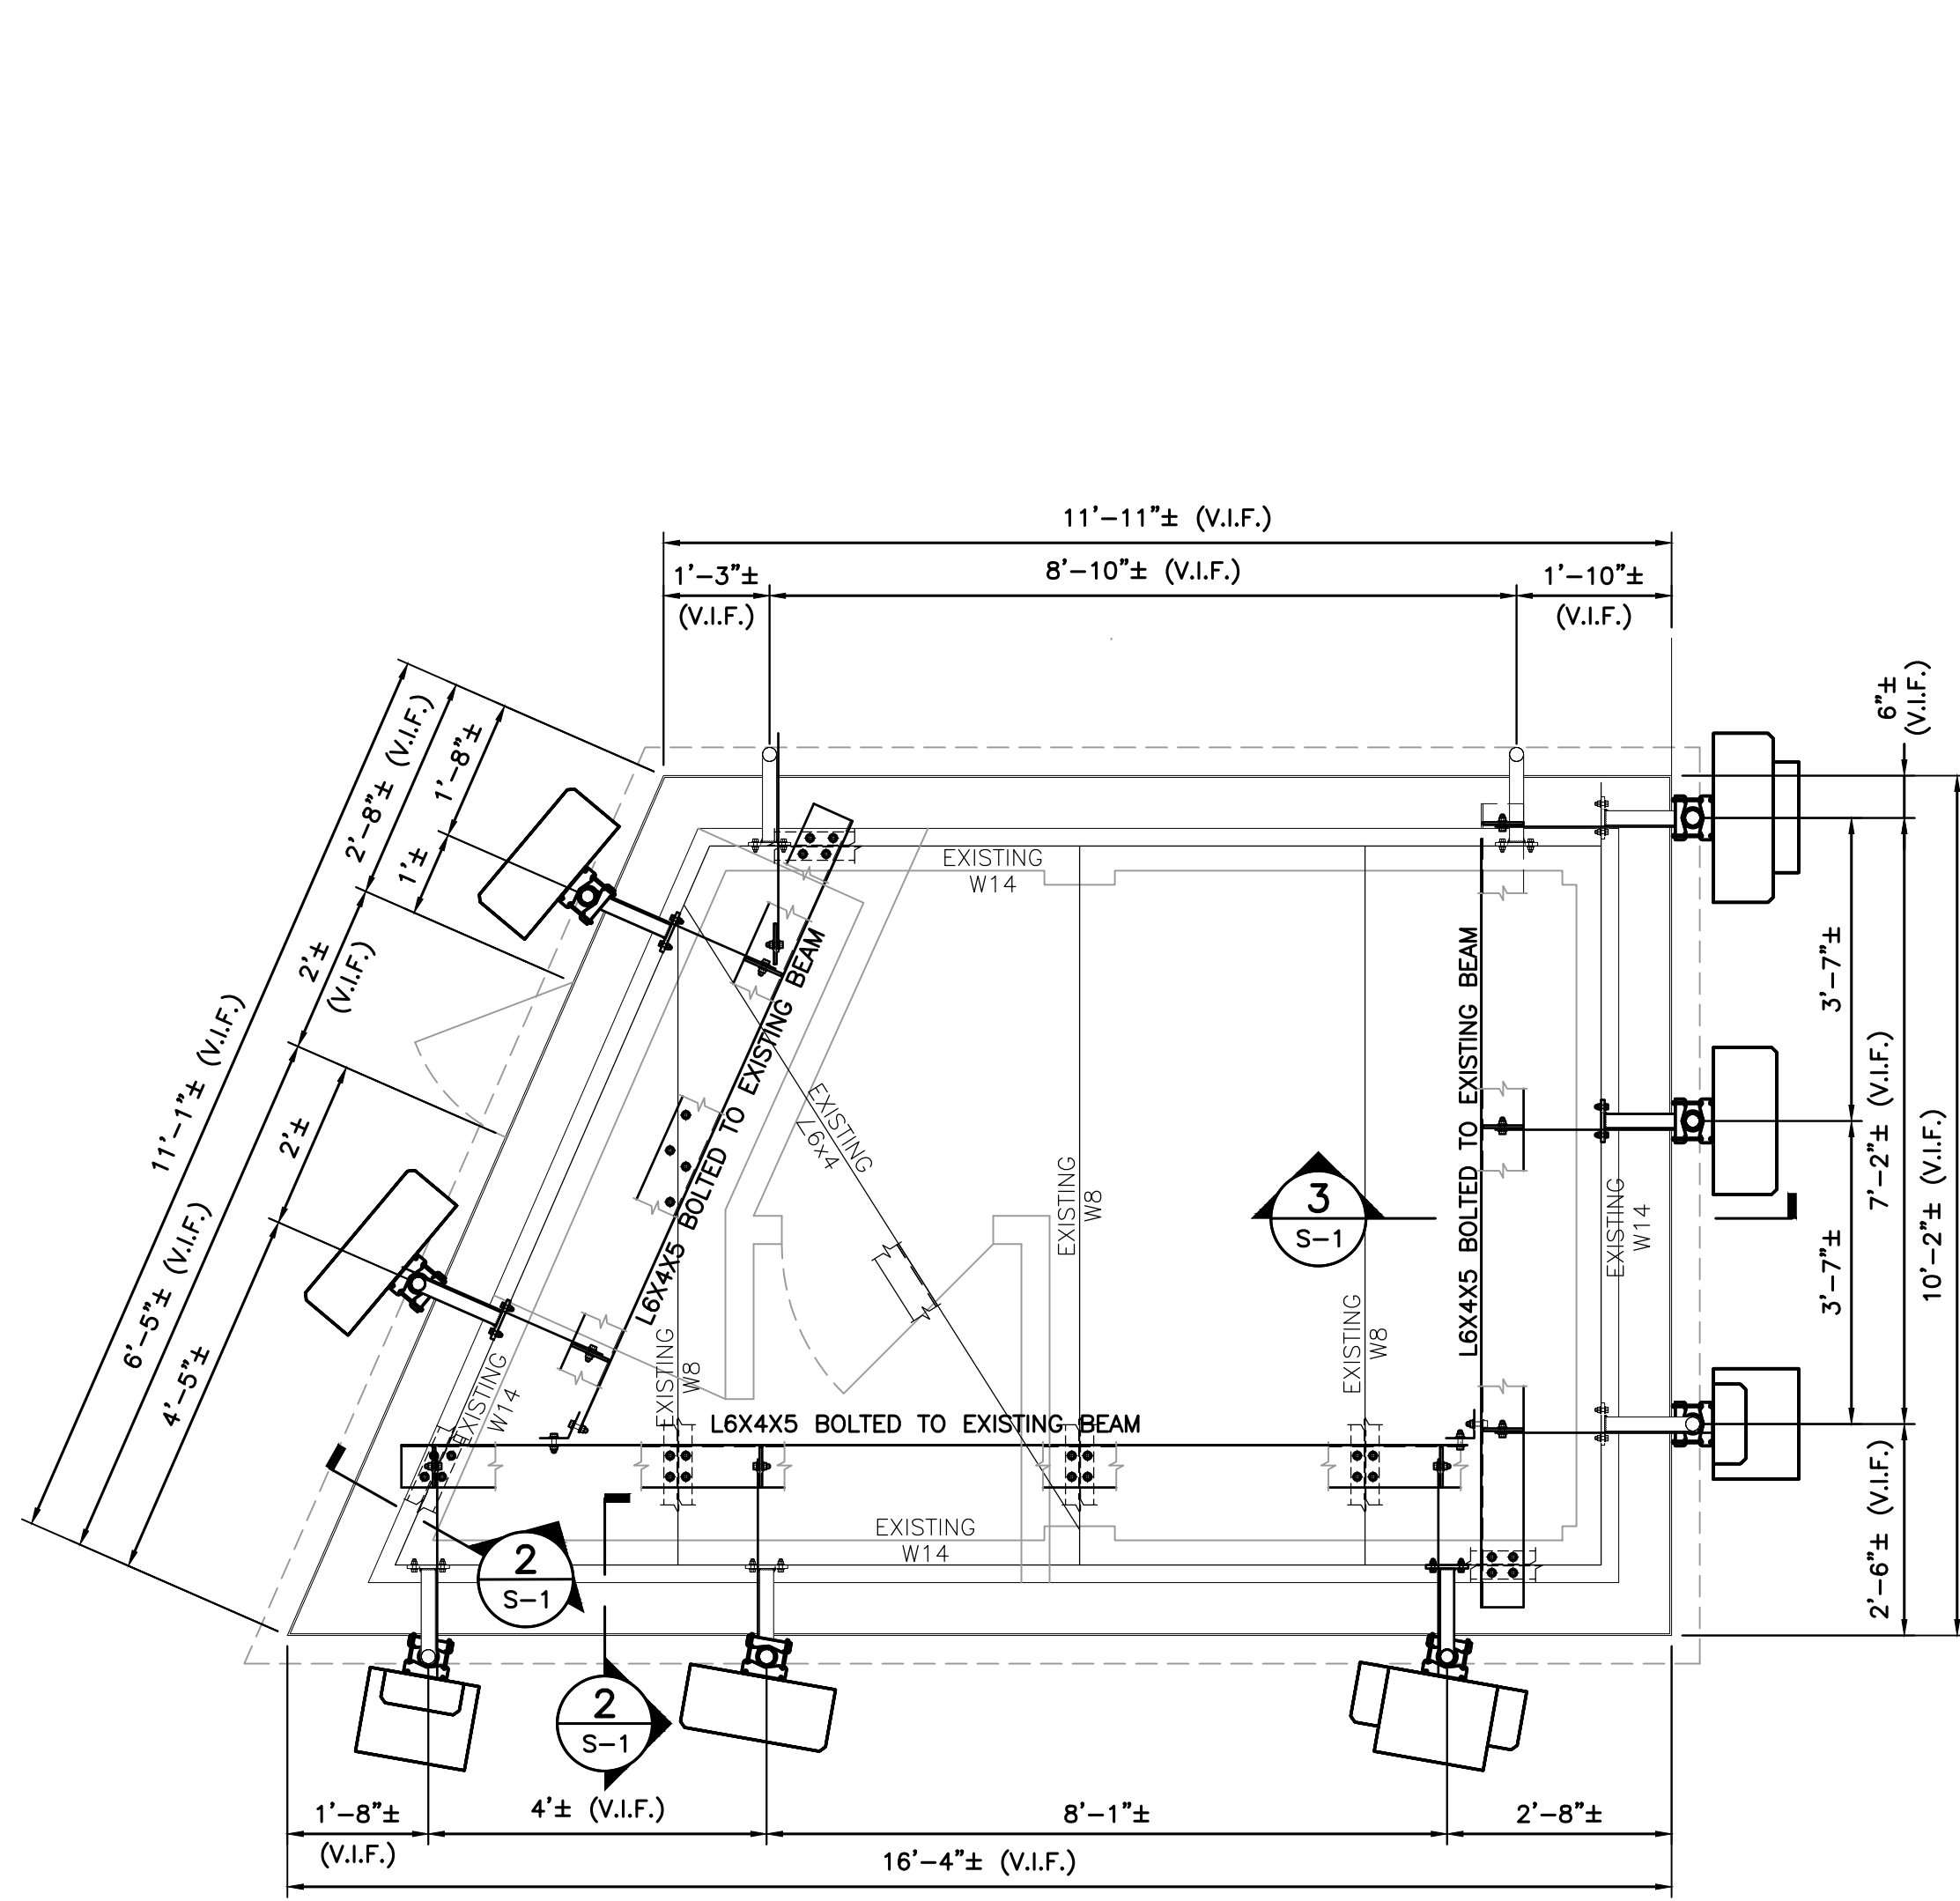 11'-11"± (V.I.F.)
1'-3"±
(V.I.F.)
8'-10"± (V.I.F.)
1'-10"±
(V.I.F.)
6"±
(V.I.F.)
1'-8"±
2'-8"± (V.I.F.)
1'±
2'±
(V.I.F.)
11'-1"± (V.I.F.)
2'±
6'-5"± (V.I.F.)
4'-5"±
EXISTING
W14
L6X4X5 BOLTED TO EXISTING BEAM
EXISTING
L6x4
EXISTING
W8
3
S-1
L6X4X5 BOLTED TO EXISTING BEAM
EXISTING
W14
3'-7"±
7'-2"± (V.I.F.)
10'-2"± (V.I.F.)
3'-7"±
2'-6"± (V.I.F.)
EXISTING
W8
EXISTING
W8
EXISTING
W14
L6X4X5 BOLTED TO EXISTING BEAM
EXISTING
W14
2
S-1
2
S-1
1'-8"±
(V.I.F.)
4'± (V.I.F.)
8'-1"±
2'-8"±
16'-4"± (V.I.F.)